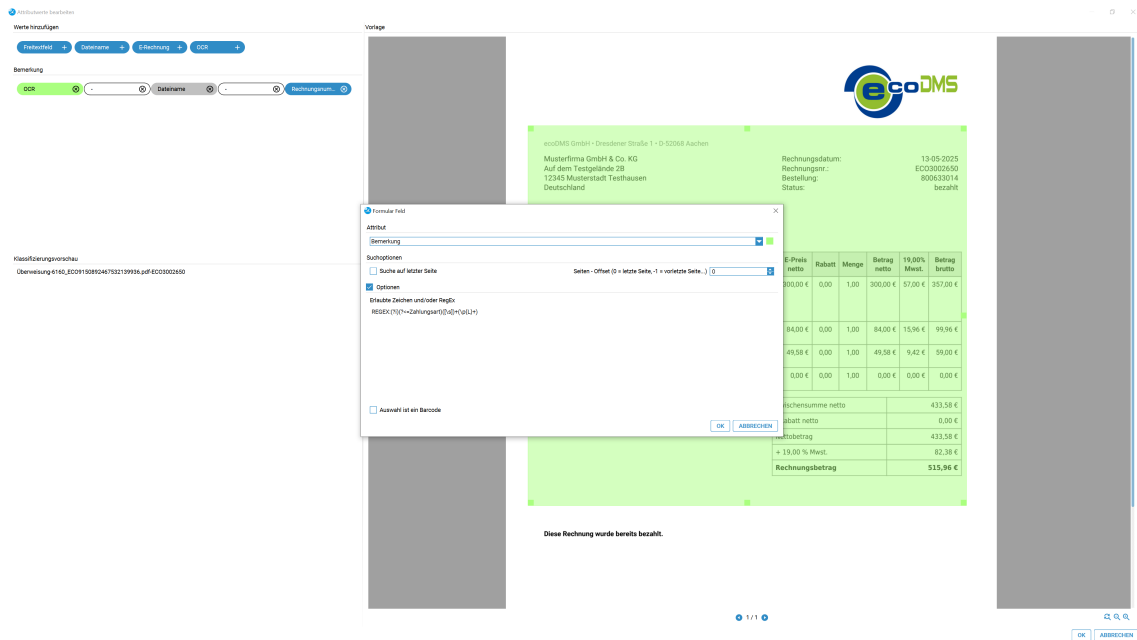 Attributwerte bearbeiten
Werte hinzufügen
Freitextfeld +
Dateiname +
E-Rechnung +
OCR +
Bemerkung
OCR
-
Dateiname
-
Rechnungsnum...
Klassifizierungsvorschau
Überweisung-6160_ECO9150892467532139936.pdf-ECO3002650
Vorlage
ecoDMS
ecoDMS GmbH • Dresdener Straße 1 • D-52068 Aachen
Musterfirma GmbH & Co. KG
Auf dem Testgelände 28
12345 Musterstadt Testhausen
Deutschland
Rechnungsdatum: 13-05-2025
Rechnungsnr.: ECO3002650
Bestellung: 800633014
Status: bezahlt
Formular Feld
Attribut
Bemerkung
Suchoptionen
Suche auf letzter Seite
Seiten - Offset (0 = letzte Seite, -1 = vorletzte Seite...) 0
Optionen
Erlaubte Zeichen und/oder RegEx
REGEX:(?i)(?<=Zahlungsart)([\s|]+(\p{L}+)
Auswahl ist ein Barcode
OK ABBRECHEN
E-Preis netto Rabatt Menge Betrag netto 19,00% Mwst. Betrag brutto
300,00 € 0,00 1,00 300,00 € 57,00 € 357,00 €
84,00 € 0,00 1,00 84,00 € 15,96 € 99,96 €
49,58 € 0,00 1,00 49,58 € 9,42 € 59,00 €
0,00 € 0,00 1,00 0,00 € 0,00 € 0,00 €
ischensumme netto 433,58 €
abatt netto 0,00 €
ttobetrag 433,58 €
+ 19,00 % Mwst. 82,38 €
Rechnungsbetrag 515,96 €
Diese Rechnung wurde bereits bezahlt.
1 / 1
OK ABBRECHEN